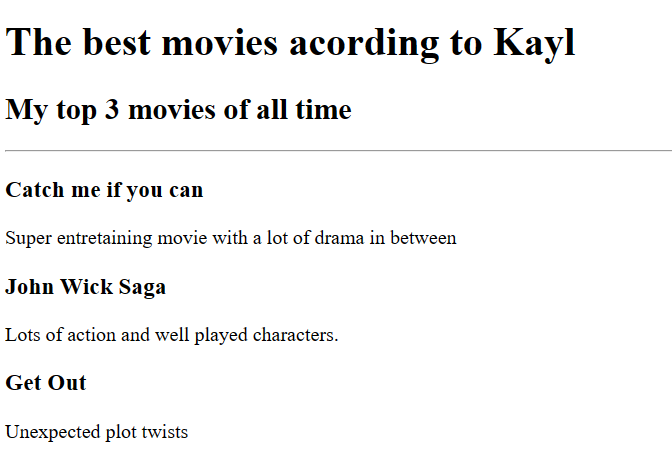 The best movies acording to Kayl
My top 3 movies of all time
Catch me if you can
Super entretaining movie with a lot of drama in between
John Wick Saga
Lots of action and well played characters.
Get Out
Unexpected plot twists